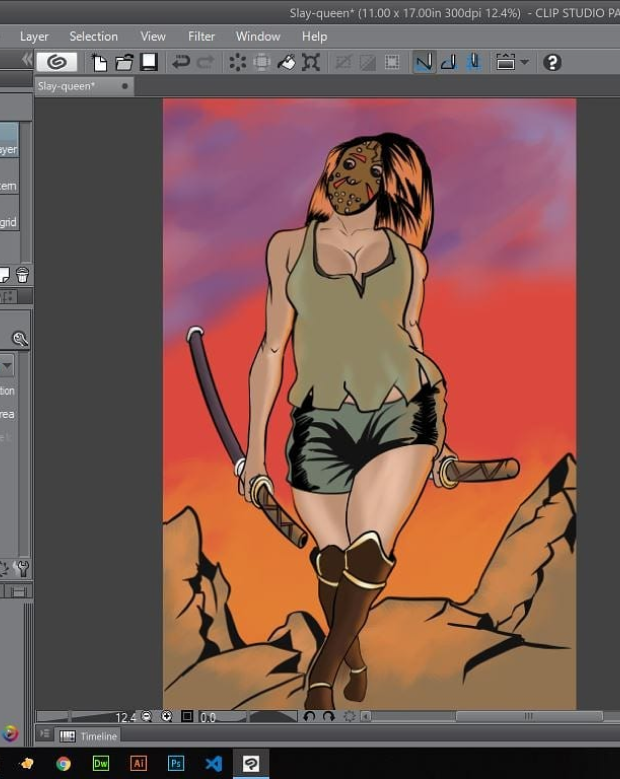 Slay-queen* (11.00 x 17.00in 300dpi 12.4%)  - CLIP STUDIO PA
Layer Selection View Filter Window Help
Slay-queen*
ayer
em
grid
tion
rea
12.4 0.0
Timeline
Dw Ai Ps